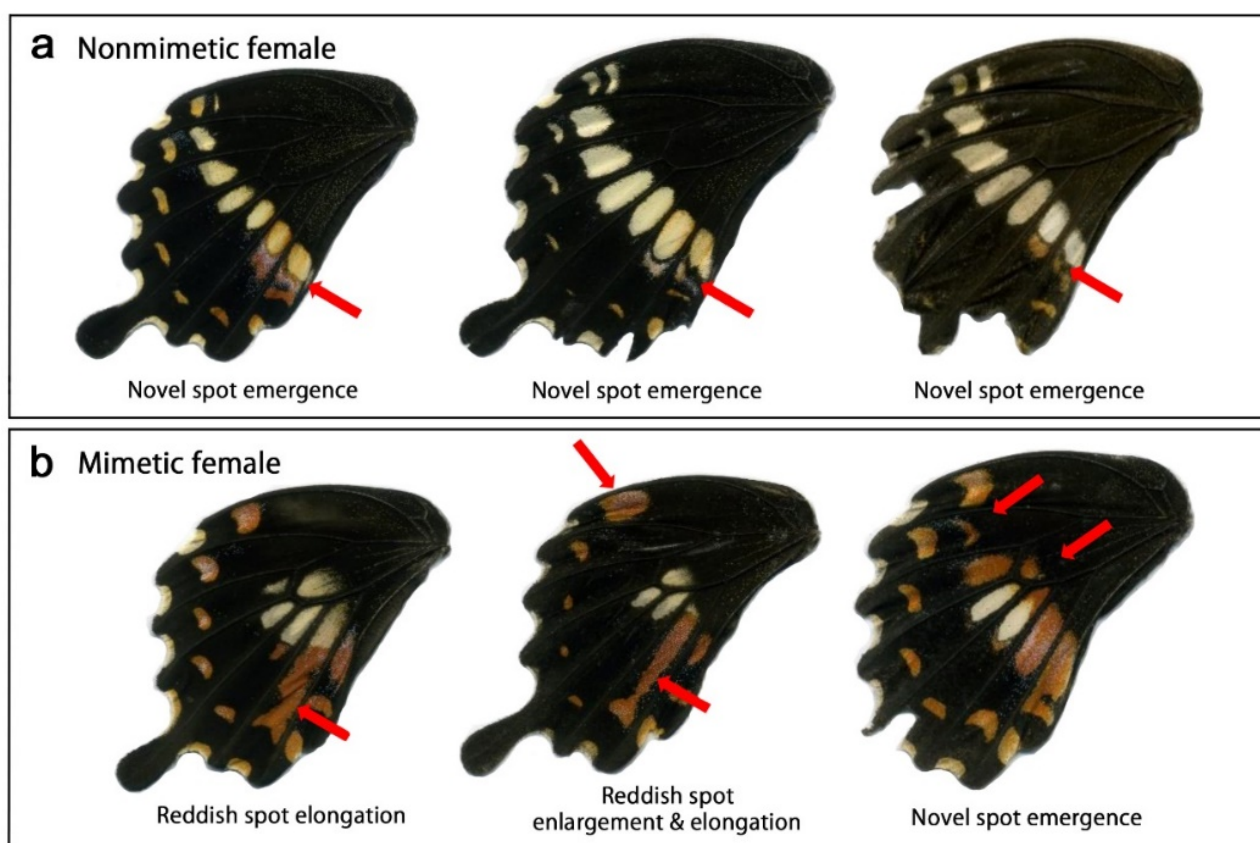 a Nonmimetic female
Novel spot emergence
Novel spot emergence
Novel spot emergence
b Mimetic female
Reddish spot elongation
Reddish spot
enlargement & elongation
Novel spot emergence